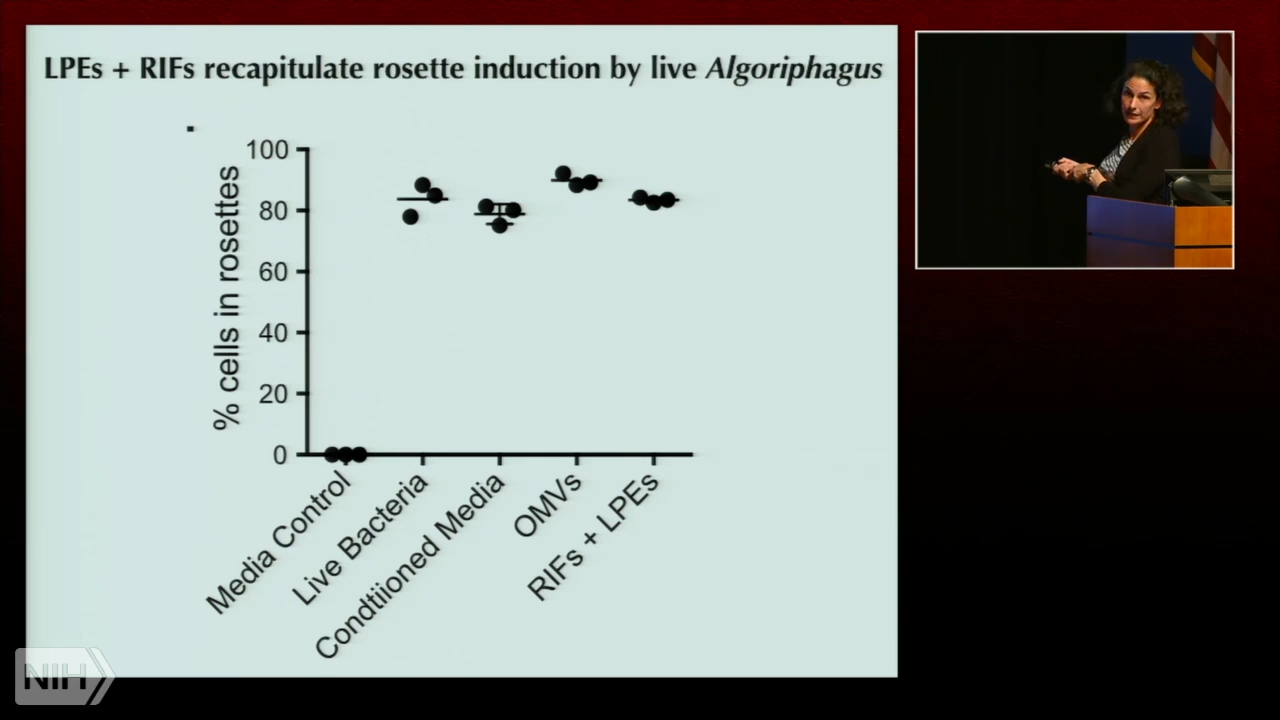 LPEs + RIFs recapitulate rosette induction by live Algoriphagus
% cells in rosettes
100
80
60
40
20
0
Media Control
Live Bacteria
Condtiioned Media
OMVs
RIFs + LPEs
NIH